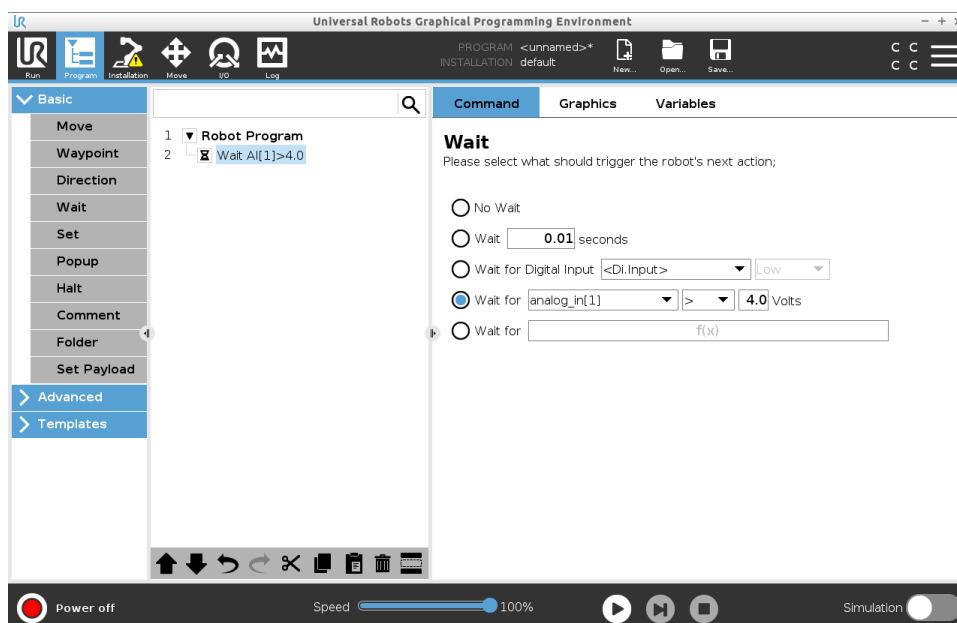 UR Universal Robots Graphical Programming Environment - +
UR PROGRAM <unnamed>* C C
INSTALLATION default C C
Run Program Installation Move I/O Log New... Open... Save...
Basic
Move
Waypoint
Direction
Wait
Set
Popup
Halt
Comment
Folder
Set Payload
Advanced
Templates
1 Robot Program
2 Wait AI[1]>4.0
Command Graphics Variables
Wait
Please select what should trigger the robot's next action;
No Wait
Wait 0.01 seconds
Wait for Digital Input <Di.Input> Low
Wait for analog_in[1] > 4.0 Volts
Wait for f(x)
Power off Speed 100% Simulation